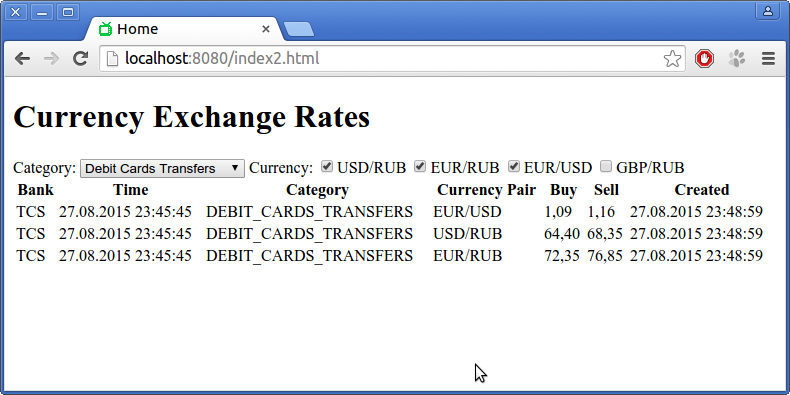 Home
localhost:8080/index2.html
Currency Exchange Rates
Category: Debit Cards Transfers Currency: USD/RUB EUR/RUB EUR/USD GBP/RUB
Bank Time Category Currency Pair Buy Sell Created
TCS 27.08.2015 23:45:45 DEBIT_CARDS_TRANSFERS EUR/USD 1,09 1,16 27.08.2015 23:48:59
TCS 27.08.2015 23:45:45 DEBIT_CARDS_TRANSFERS USD/RUB 64,40 68,35 27.08.2015 23:48:59
TCS 27.08.2015 23:45:45 DEBIT_CARDS_TRANSFERS EUR/RUB 72,35 76,85 27.08.2015 23:48:59